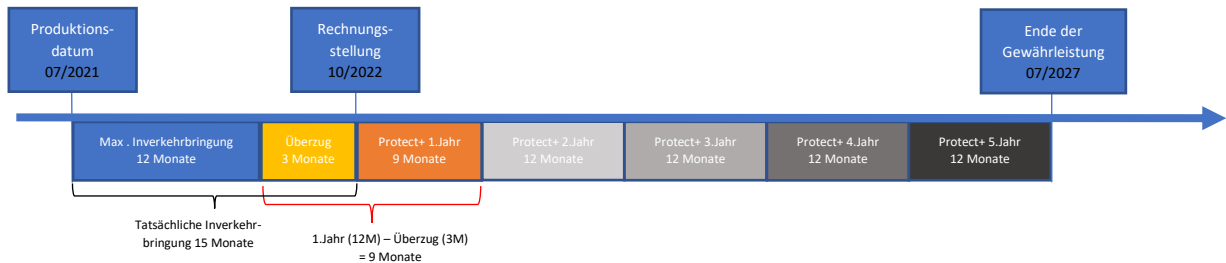 Produktions-
datum
07/2021
Rechnungs-
stellung
10/2022
Ende der
Gewährleistung
07/2027
Max . Inverkehrbringung
12 Monate
Überzug
3 Monate
Protect+ 1.Jahr
9 Monate
Protect+ 2.Jahr
12 Monate
Protect+ 3.Jahr
12 Monate
Protect+ 4.Jahr
12 Monate
Protect+ 5.Jahr
12 Monate
Tatsächliche Inverkehr-
bringung 15 Monate
1.Jahr (12M) – Überzug (3M)
= 9 Monate